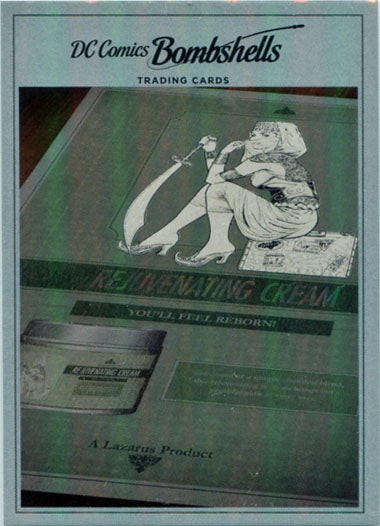 DC Comics Bombshells
TRADING CARDS
REJUVENATING CREAM
YOU'LL FEEL REBORN!
REJUVENATING CREAM
A Lazarus Product